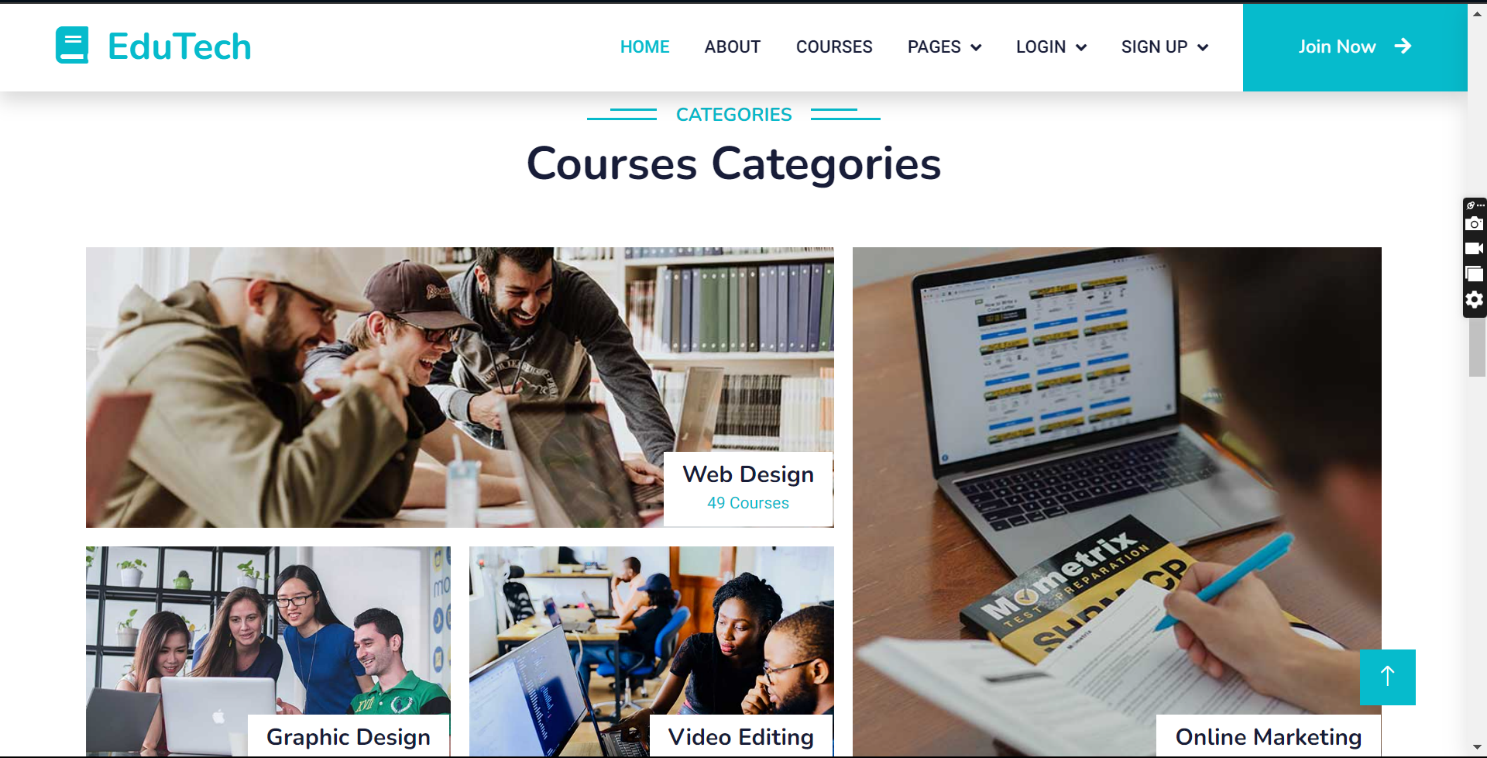 EduTech
HOME
ABOUT
COURSES
PAGES
LOGIN
SIGN UP
Join Now
CATEGORIES
Courses Categories
Web Design
49 Courses
Mometrix
TEST PREPARATION
Graphic Design
Video Editing
Online Marketing